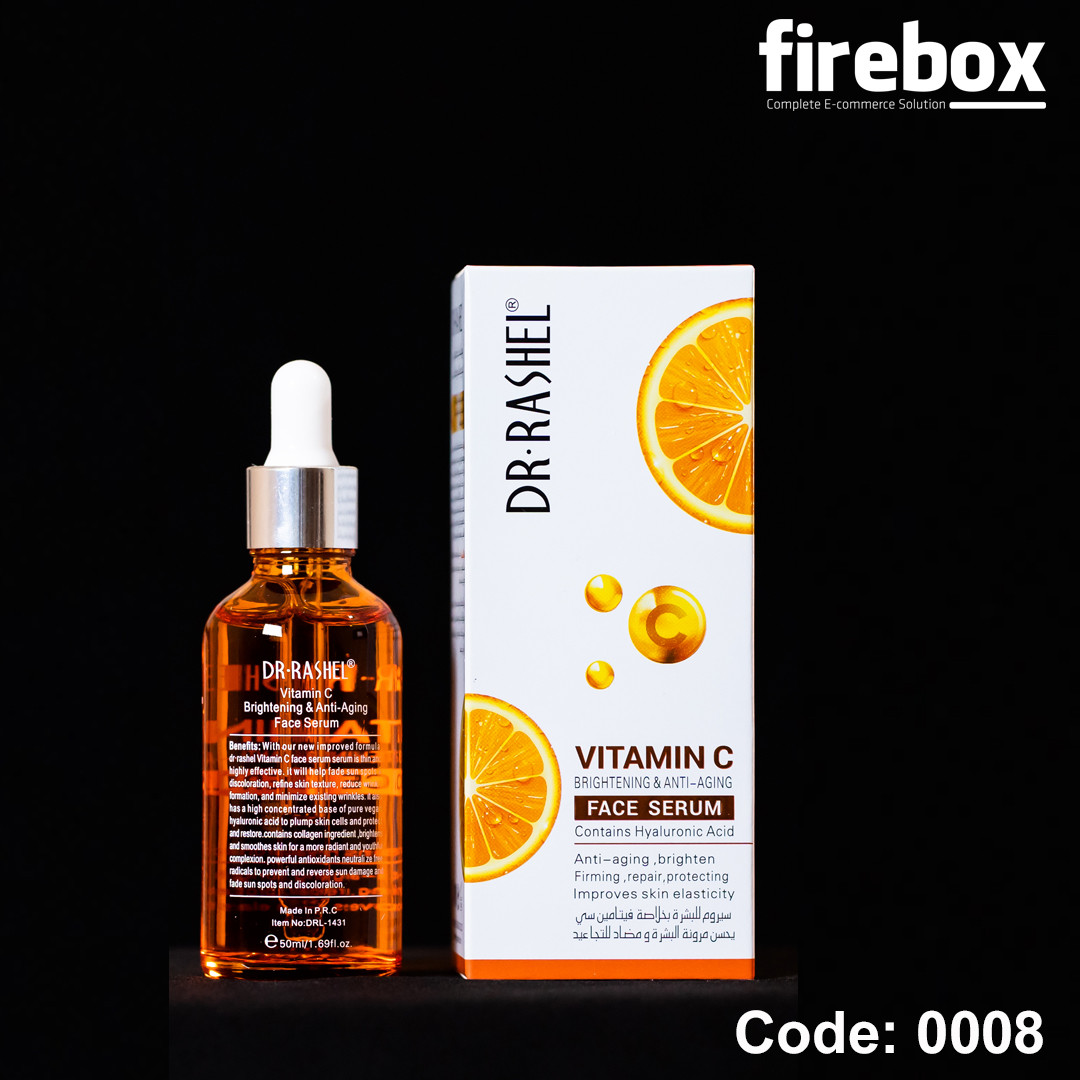 firebox
Complete E-commerce Solution
DR·RASHEL®
VITAMIN C
BRIGHTENING & ANTI-AGING
FACE SERUM
Contains Hyaluronic Acid
Anti-aging ,brighten
Firming ,repair,protecting
Improves skin elasticity
سيروم للبشرة بخلاصة فيتامين سي
يحسن مرونة البشرة و مضاد للتجاعيد
C
DR·RASHEL®
Vitamin C
Brightening & Anti-Aging
Face Serum
Benefits: With our new improved formula
dr·rashel Vitamin C face serum serum is thin
highly effective. it will help fade sun spots
discoloration, refine skin texture, reduce
formation, and minimize existing wrinkles. it
has a high concentrated base of pure
hyaluronic acid to plump skin cells and
and restore.contains collagen ingredient ,
and smoothes skin for a more radiant and
complexion. powerful antioxidants neutralize
radicals to prevent and reverse sun damage
fade sun spots and discoloration.
Made In P.R.C
Item No:DRL-1431
e 50ml/1.69fl.oz.
Code: 0008